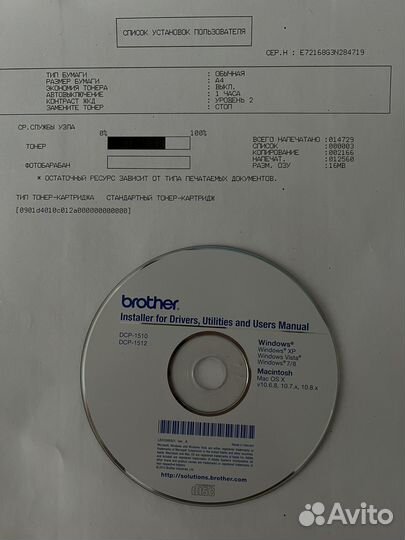 СПИСОК УСТАНОВОК ПОЛЬЗОВАТЕЛЯ
СЕР.Н : E72168G3N284719
ТИП БУМАГИ : ОБЫЧНАЯ
РАЗМЕР БУМАГИ : A4
ЭКОНОМИЯ ТОНЕРА : ВЫКЛ.
АВТОВЫКЛЮЧЕНИЕ : 1 ЧАСА
КОНТРАСТ ЖКД : УРОВЕНЬ 2
ЗАМЕНИТЕ ТОНЕР : СТОП
СР.СЛУЖБЫ УЗЛА
0% 100%
ТОНЕР
ФОТОБАРАБАН
ВСЕГО НАПЕЧАТАНО :014729
СПИСОК :000003
КОПИРОВАНИЕ :002166
НАПЕЧАТ. :012560
РАЗМ. ОЗУ :16MB
* ОСТАТОЧНЫЙ РЕСУРС ЗАВИСИТ ОТ ТИПА ПЕЧАТАЕМЫХ ДОКУМЕНТОВ.
ТИП ТОНЕР-КАРТРИДЖА СТАНДАРТНЫЙ ТОНЕР-КАРТРИДЖ
[0901d4010c012a000000000000]
brother
Installer for Drivers, Utilities and Users Manual
DCP-1510
DCP-1512
Windows®
Windows® XP
Windows Vista®
Windows® 7/8
Macintosh
Mac OS X
v10.6.8, 10.7.x, 10.8.x
http://solutions.brother.com
Avito